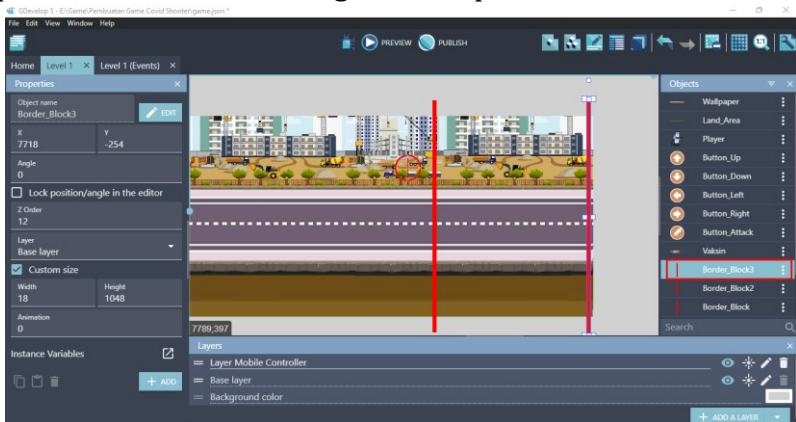 GDevelop 5 - E:\Game\Pembuatan Game Covid Shooter\game.json *
File Edit View Window Help
PREVIEW PUBLISH
Home Level 1 × Level 1 (Events) ×
Properties ×
Object name
Border_Block3
EDIT
X Y
7718 -254
Angle
0
Lock position/angle in the editor
Z Order
12
Layer
Base layer
Custom size
Width Height
18 1048
Animation
0
Instance Variables
+ ADD
7789,397
Layers ×
Layer Mobile Controller
Base layer
Background color
+ ADD A LAYER
Objects ×
Wallpaper
Land_Area
Player
Button_Up
Button_Down
Button_Left
Button_Right
Button_Attack
Vaksin
Border_Block3
Border_Block2
Border_Block
Search